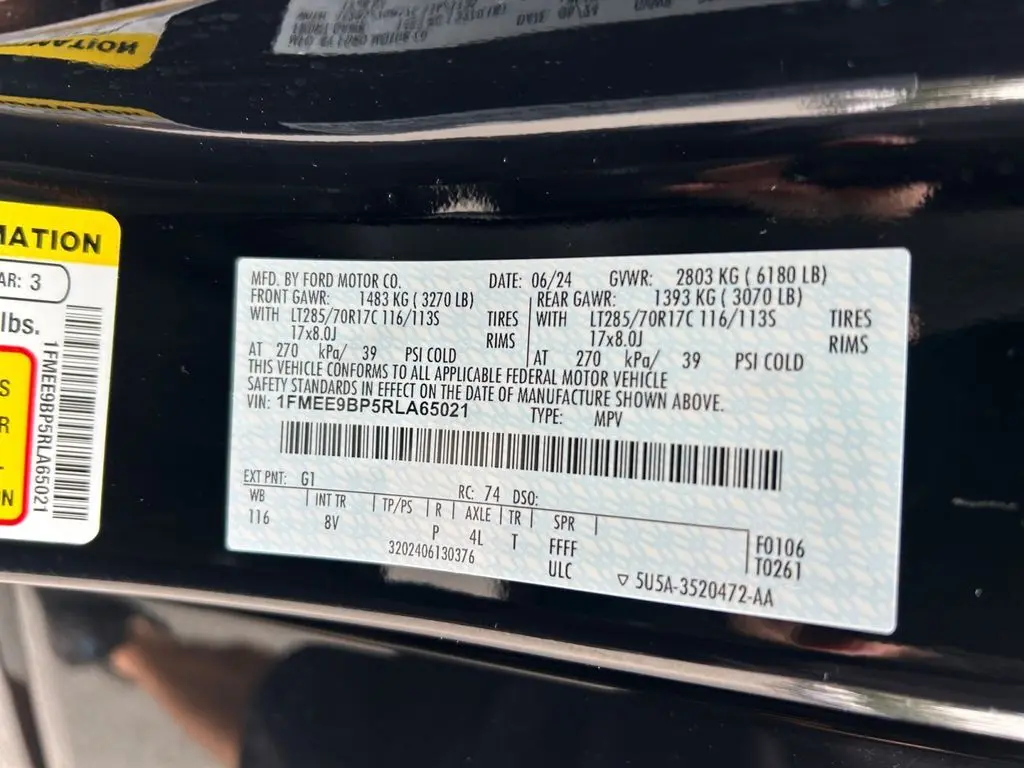 MATION
AR: 3
lbs.
1FMEE9BP5RLA65021
S
R
N
MFD. BY FORD MOTOR CO. DATE: 06/24 GVWR: 2803 KG ( 6180 LB)
FRONT GAWR: 1483 KG ( 3270 LB) REAR GAWR: 1393 KG ( 3070 LB)
WITH LT285/70R17C 116/113S TIRES WITH LT285/70R17C 116/113S TIRES
17x8.0J RIMS 17x8.0J RIMS
AT 270 kPa/ 39 PSI COLD AT 270 kPa/ 39 PSI COLD
THIS VEHICLE CONFORMS TO ALL APPLICABLE FEDERAL MOTOR VEHICLE
SAFETY STANDARDS IN EFFECT ON THE DATE OF MANUFACTURE SHOWN ABOVE.
VIN: 1FMEE9BP5RLA65021 TYPE: MPV
EXT PNT: G1 RC: 74 DSO:
WB INT TR TP/PS R AXLE TR SPR
116 8V P 4L T FFFF F0106
3202406130376 ULC T0261
5U5A-3520472-AA